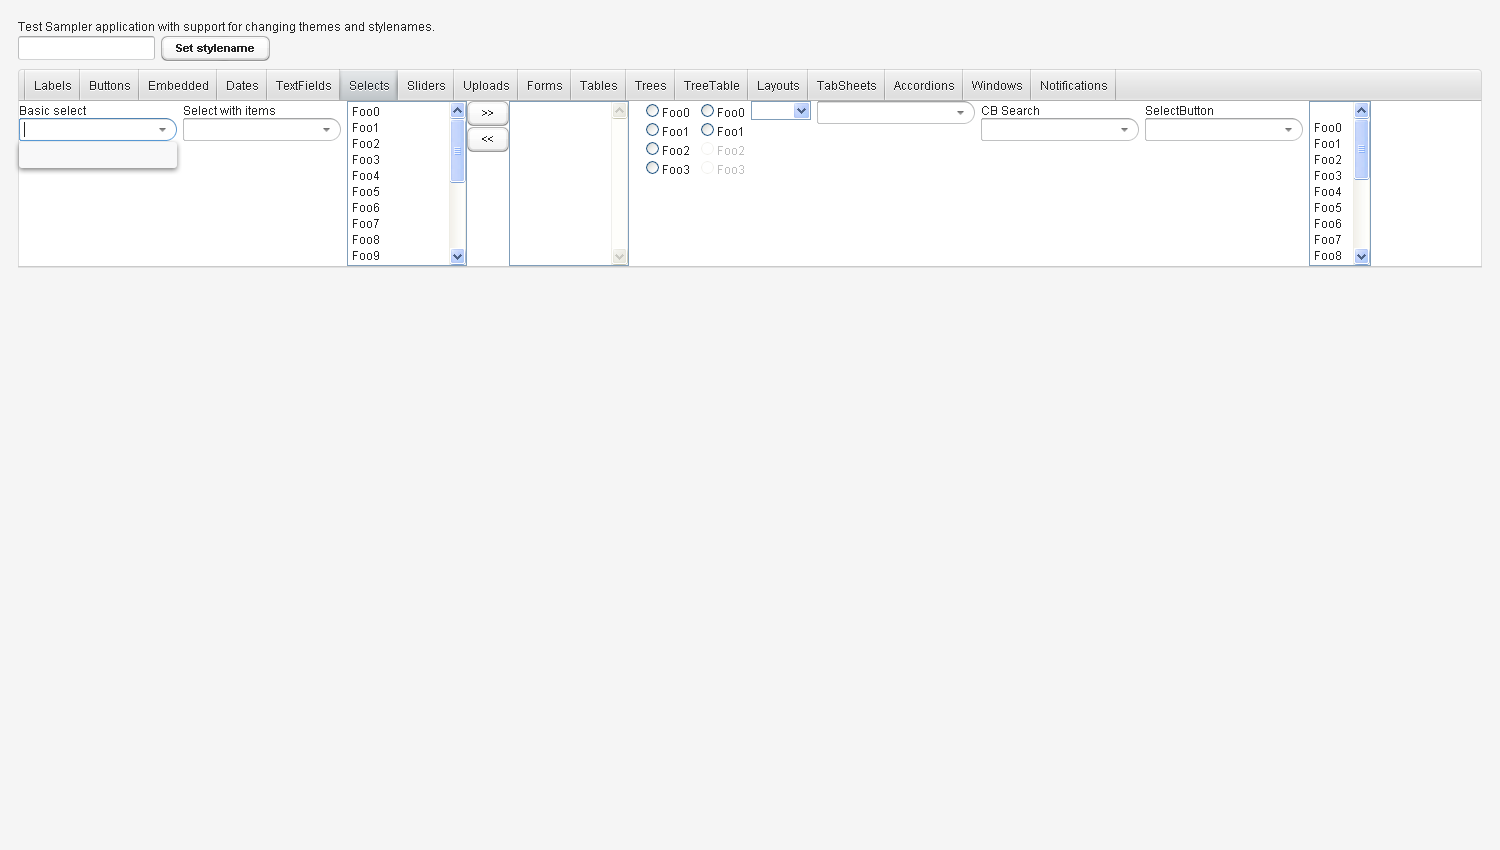 Test Sampler application with support for changing themes and stylenames.
Set stylename
Labels Buttons Embedded Dates TextFields Selects Sliders Uploads Forms Tables Trees TreeTable Layouts TabSheets Accordions Windows Notifications
Basic select
Select with items
Foo0
Foo1
Foo2
Foo3
Foo4
Foo5
Foo6
Foo7
Foo8
Foo9
>>
<<
Foo0
Foo1
Foo2
Foo3
Foo0
Foo1
Foo2
Foo3
CB Search
SelectButton
Foo0
Foo1
Foo2
Foo3
Foo4
Foo5
Foo6
Foo7
Foo8